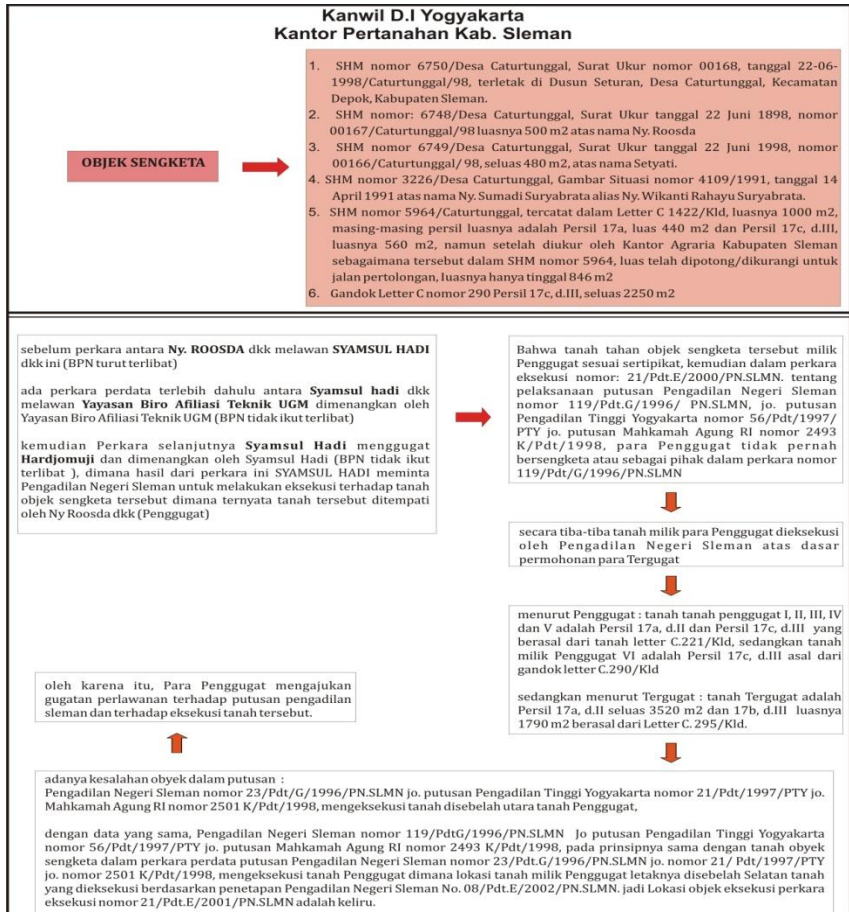 Kanwil D.I Yogyakarta
Kantor Pertanahan Kab. Sleman
OBJEK SENGKETA
1. SHM nomor 6750/Desa Caturtunggal, Surat Ukur nomor 00168, tanggal 22-06-
1998/Caturtunggal/98, terletak di Dusun Seturan, Desa Caturtunggal, Kecamatan
Depok, Kabupaten Sleman.
2. SHM nomor: 6748/Desa Caturtunggal, Surat Ukur tanggal 22 Juni 1898, nomor
00167/Caturtunggal/98 luasnya 500 m2 atas nama Ny. Roosda
3. SHM nomor 6749/Desa Caturtunggal, Surat Ukur tanggal 22 Juni 1998, nomor
00166/Caturtunggal/ 98, seluas 480 m2, atas nama Setyati.
4. SHM nomor 3226/Desa Caturtunggal, Gambar Situasi nomor 4109/1991, tanggal 14
April 1991 atas nama Ny. Sumadi Suryabrata alias Ny. Wikanti Rahayu Suryabrata.
5. SHM nomor 5964/Caturtunggal, tercatat dalam Letter C 1422/Kld, luasnya 1000 m2,
masing-masing persil luasnya adalah Persil 17a, luas 440 m2 dan Persil 17c, d.III,
luasnya 560 m2, namun setelah diukur oleh Kantor Agraria Kabupaten Sleman
sebagaimana tersebut dalam SHM nomor 5964, luas telah dipotong/dikurangi untuk
jalan pertolongan, luasnya hanya tinggal 846 m2
6. Gandok Letter C nomor 290 Persil 17c, d.III, seluas 2250 m2
sebelum perkara antara Ny. ROOSDA dkk melawan SYAMSUL HADI
dkk ini (BPN turut terlibat)
ada perkara perdata terlebih dahulu antara Syamsul hadi dkk
melawan Yayasan Biro Afiliasi Teknik UGM dimenangkan oleh
Yayasan Biro Afiliasi Teknik UGM (BPN tidak ikut terlibat)
kemudian Perkara selanjutnya Syamsul Hadi menggugat
Hardjomuji dan dimenangkan oleh Syamsul Hadi (BPN tidak ikut
terlibat ), dimana hasil dari perkara ini SYAMSUL HADI meminta
Pengadilan Negeri Sleman untuk melakukan eksekusi terhadap tanah
objek sengketa tersebut dimana ternyata tanah tersebut ditempati
oleh Ny Roosda dkk (Penggugat)
Bahwa tanah tahan objek sengketa tersebut milik
Penggugat sesuai sertipikat, kemudian dalam perkara
eksekusi nomor: 21/Pdt.E/2000/PN.SLMN. tentang
pelaksanaan putusan Pengadilan Negeri Sleman
nomor 119/Pdt.G/1996/ PN.SLMN, jo. putusan
Pengadilan Tinggi Yogyakarta nomor 56/Pdt/1997/
PTY jo. putusan Mahkamah Agung RI nomor 2493
K/Pdt/1998, para Penggugat tidak pernah
bersengketa atau sebagai pihak dalam perkara nomor
119/Pdt/G/1996/PN.SLMN
secara tiba-tiba tanah milik para Penggugat dieksekusi
oleh Pengadilan Negeri Sleman atas dasar
permohonan para Tergugat
menurut Penggugat : tanah tanah penggugat I, II, III, IV
dan V adalah Persil 17a, d.II dan Persil 17c, d.III yang
berasal dari tanah letter C.221/Kld, sedangkan tanah
milik Penggugat VI adalah Persil 17c, d.III asal dari
gandok letter C.290/Kld
sedangkan menurut Tergugat : tanah Tergugat adalah
Persil 17a, d.II seluas 3520 m2 dan 17b, d.III luasnya
1790 m2 berasal dari Letter C. 295/Kld.
oleh karena itu, Para Penggugat mengajukan
gugatan perlawanan terhadap putusan pengadilan
sleman dan terhadap eksekusi tanah tersebut.
adanya kesalahan obyek dalam putusan :
Pengadilan Negeri Sleman nomor 23/Pdt/G/1996/PN.SLMN jo. putusan Pengadilan Tinggi Yogyakarta nomor 21/Pdt/1997/PTY jo.
Mahkamah Agung RI nomor 2501 K/Pdt/1998, mengeksekusi tanah disebelah utara tanah Penggugat,
dengan data yang sama, Pengadilan Negeri Sleman nomor 119/PdtG/1996/PN.SLMN Jo putusan Pengadilan Tinggi Yogyakarta
nomor 56/Pdt/1997/PTY jo. putusan Mahkamah Agung RI nomor 2493 K/Pdt/1998, pada prinsipnya sama dengan tanah obyek
sengketa dalam perkara perdata putusan Pengadilan Negeri Sleman nomor 23/Pdt.G/1996/PN.SLMN jo. nomor 21/ Pdt/1997/PTY
jo. nomor 2501 K/Pdt/1998, mengeksekusi tanah Penggugat dimana lokasi tanah milik Penggugat letaknya disebelah Selatan tanah
yang dieksekusi berdasarkan penetapan Pengadilan Negeri Sleman No. 08/Pdt.E/2002/PN.SLMN. jadi Lokasi objek eksekusi perkara
eksekusi nomor 21/Pdt.E/2001/PN.SLMN adalah keliru.